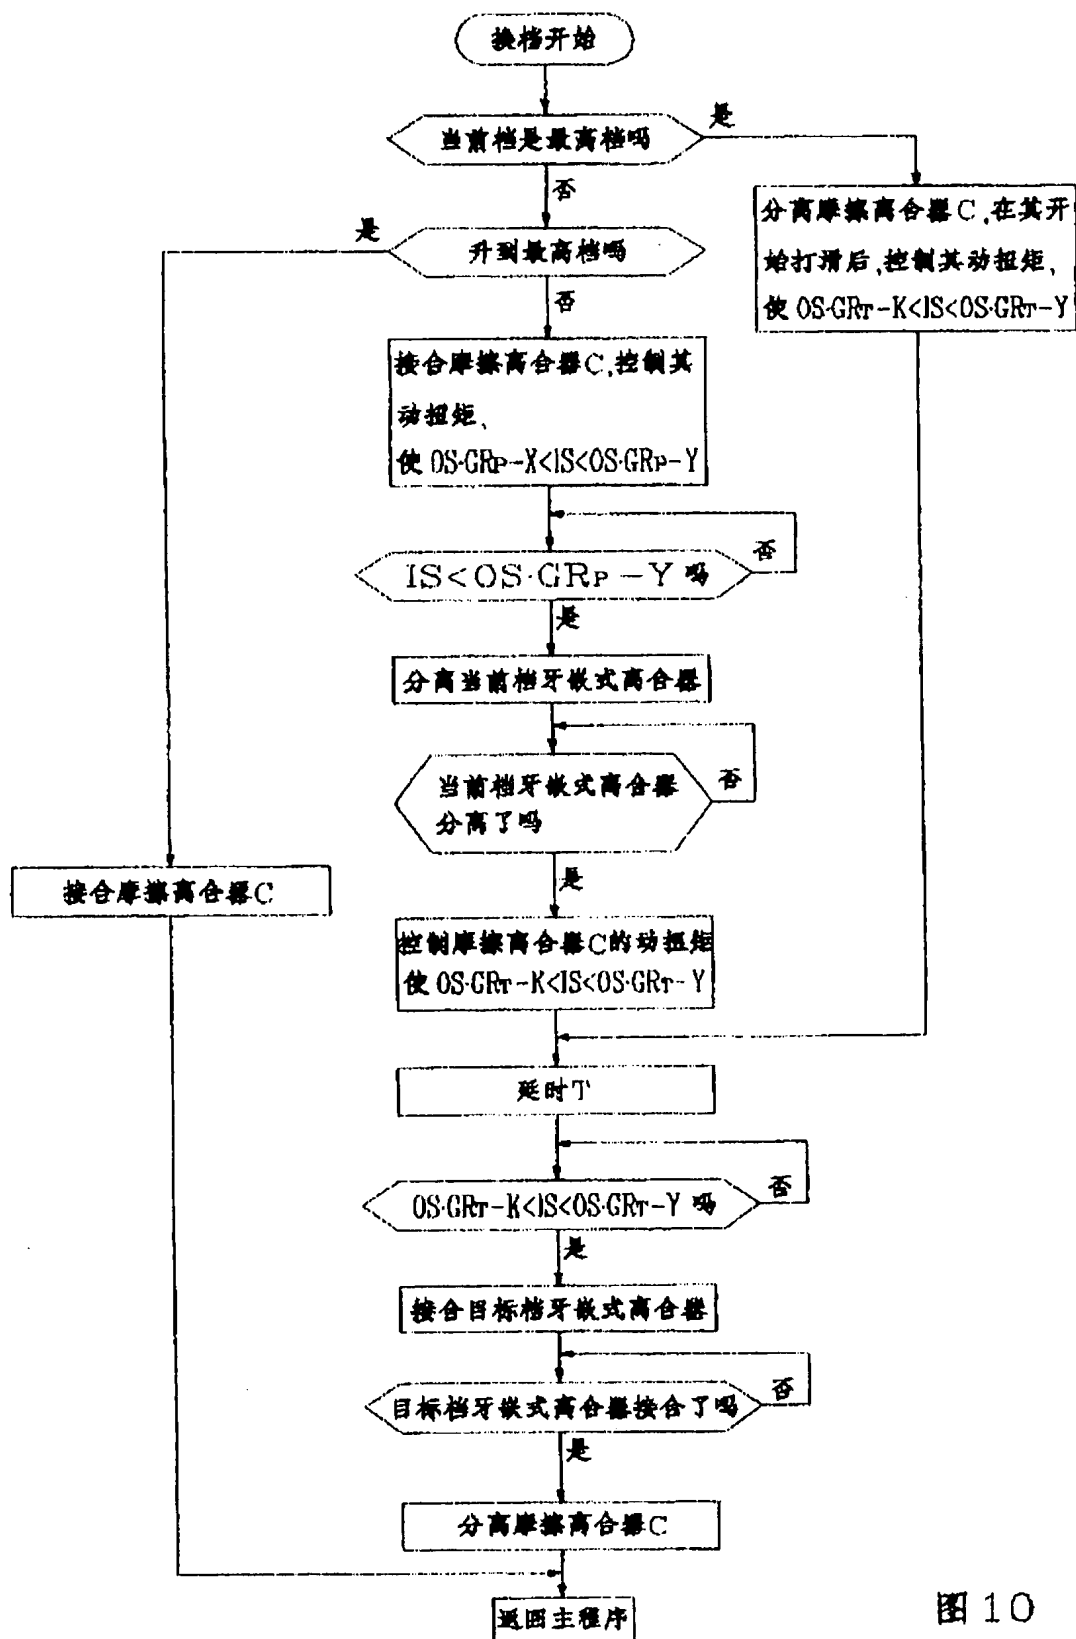 换档开始
当前档是最高档吗
是
否
分离摩擦离合器C,在其开
始打滑后,控制其动扭矩、
使 OS·GRT-K<IS<OS·GRT-Y
升到最高档吗
是
否
接合摩擦离合器C,控制其
动扭矩、
使 OS·GRP-X<IS<OS·GRP-Y
IS<OS·GRP-Y 吗
否
是
分离当前档牙嵌式离合器
当前档牙嵌式离合器
分离了吗
否
是
接合摩擦离合器C
控制摩擦离合器C的动扭矩
使 OS·GRT-K<IS<OS·GRT-Y
延时T
OS·GRT-K<IS<OS·GRT-Y 吗
否
是
接合目标档牙嵌式离合器
目标档牙嵌式离合器接合了吗
否
是
分离摩擦离合器C
返回主程序
图10